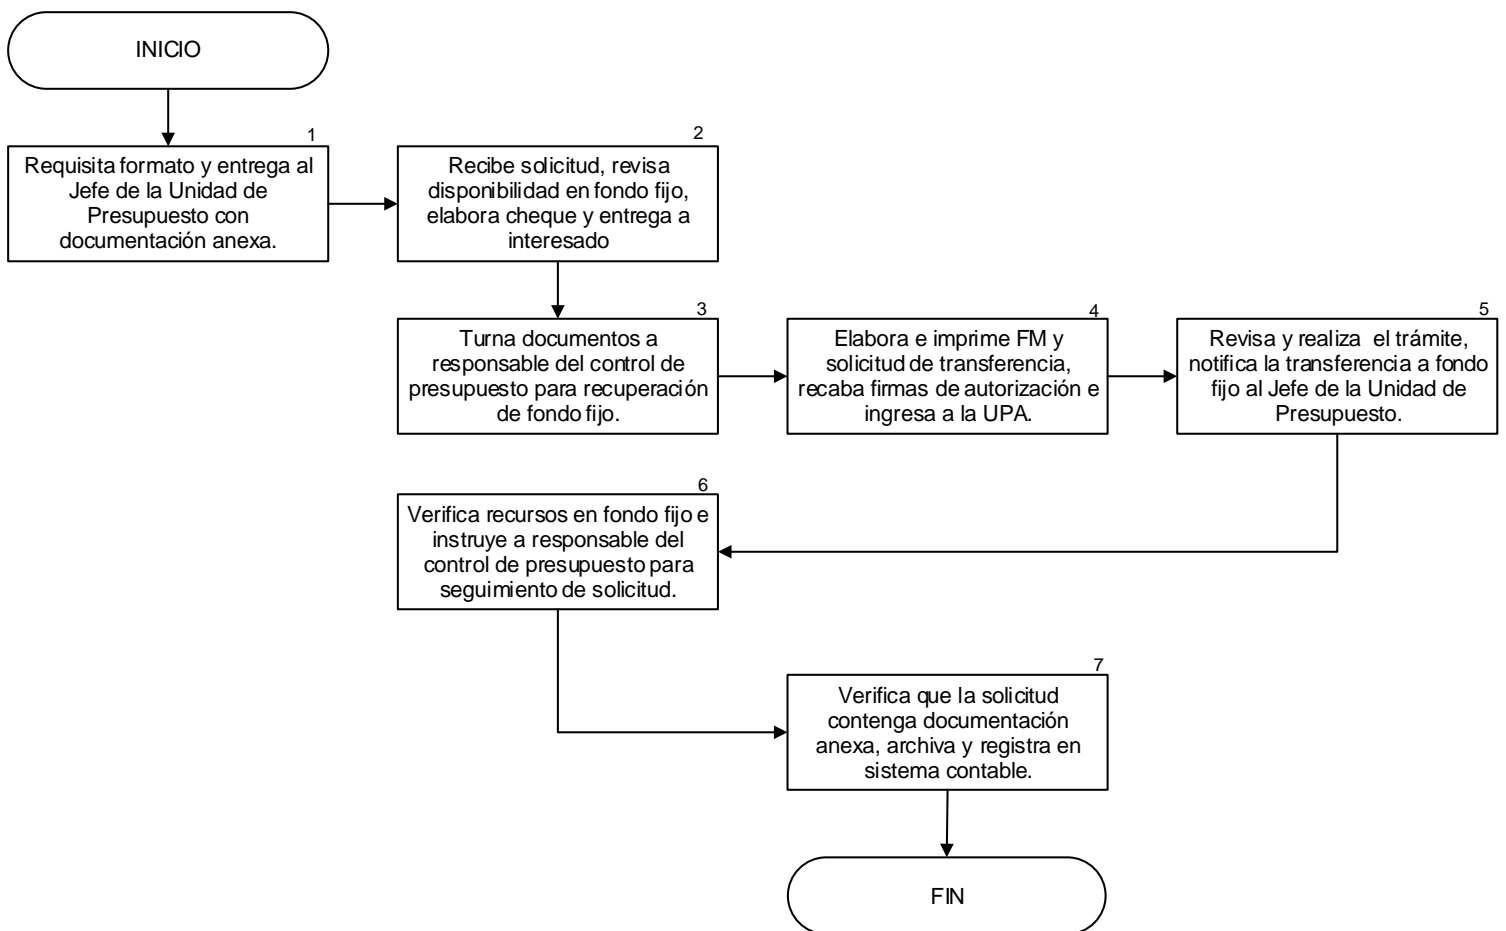 INICIO
1
Requisita formato y entrega al
Jefe de la Unidad de
Presupuesto con
documentación anexa.
2
Recibe solicitud, revisa
disponibilidad en fondo fijo,
elabora cheque y entrega a
interesado
3
Turna documentos a
responsable del control de
presupuesto para recuperación
de fondo fijo.
4
Elabora e imprime FM y
solicitud de transferencia,
recaba firmas de autorización e
ingresa a la UPA.
5
Revisa y realiza el trámite,
notifica la transferencia a fondo
fijo al Jefe de la Unidad de
Presupuesto.
6
Verifica recursos en fondo fijo e
instruye a responsable del
control de presupuesto para
seguimiento de solicitud.
7
Verifica que la solicitud
contenga documentación
anexa, archiva y registra en
sistema contable.
FIN